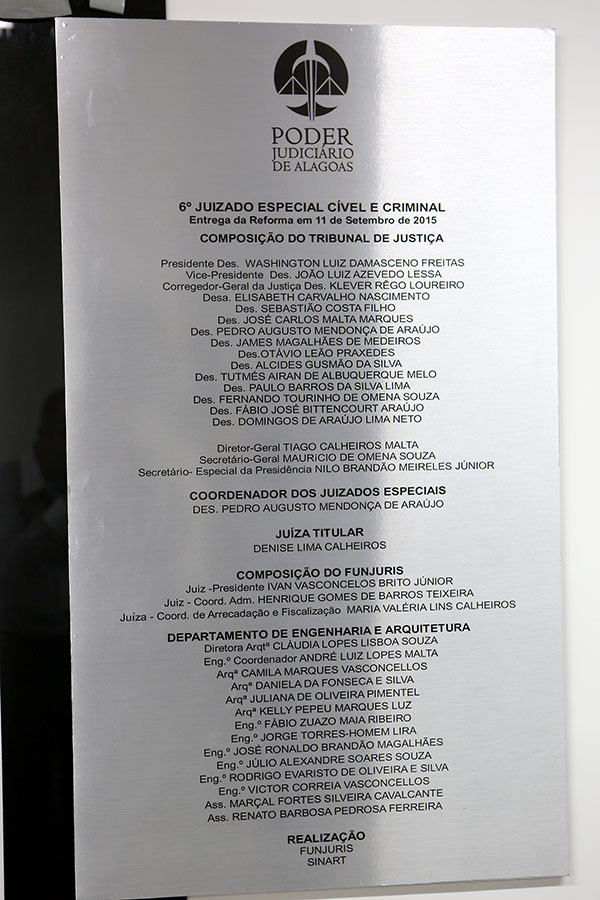 PODER
JUDICIÁRIO
DE ALAGOAS
6º JUIZADO ESPECIAL CÍVEL E CRIMINAL
Entrega da Reforma em 11 de Setembro de 2015
COMPOSIÇÃO DO TRIBUNAL DE JUSTIÇA
Presidente Des. WASHINGTON LUIZ DAMASCENO FREITAS
Vice-Presidente Des. JOÃO LUIZ AZEVEDO LESSA
Corregedor-Geral da Justiça Des. KLEVER RÊGO LOUREIRO
Desa. ELISABETH CARVALHO NASCIMENTO
Des. SEBASTIÃO COSTA FILHO
Des. JOSÉ CARLOS MALTA MARQUES
Des. PEDRO AUGUSTO MENDONÇA DE ARAÚJO
Des. JAMES MAGALHÃES DE MEDEIROS
Des.OTÁVIO LEÃO PRAXEDES
Des. ALCIDES GUSMÃO DA SILVA
Des. TUTMÉS AIRAN DE ALBUQUERQUE MELO
Des. PAULO BARROS DA SILVA LIMA
Des. FERNANDO TOURINHO DE OMENA SOUZA
Des. FÁBIO JOSÉ BITTENCOURT ARAÚJO
Des. DOMINGOS DE ARAÚJO LIMA NETO
Diretor-Geral TIAGO CALHEIROS MALTA
Secretário-Geral MAURICIO DE OMENA SOUZA
Secretário- Especial da Presidência NILO BRANDÃO MEIRELES JÚNIOR
COORDENADOR DOS JUIZADOS ESPECIAIS
DES. PEDRO AUGUSTO MENDONÇA DE ARAÚJO
JUÍZA TITULAR
DENISE LIMA CALHEIROS
COMPOSIÇÃO DO FUNJURIS
Juiz -Presidente IVAN VASCONCELOS BRITO JÚNIOR
Juiz - Coord. Adm. HENRIQUE GOMES DE BARROS TEIXEIRA
Juíza - Coord. de Arrecadação e Fiscalização MARIA VALÉRIA LINS CALHEIROS
DEPARTAMENTO DE ENGENHARIA E ARQUITETURA
Diretora Arqtª CLÁUDIA LOPES LISBOA SOUZA
Eng.º Coordenador ANDRÉ LUIZ LOPES MALTA
Arqª CAMILA MARQUES VASCONCELLOS
Arqª DANIELA DA FONSECA E SILVA
Arqª JULIANA DE OLIVEIRA PIMENTEL
Arqª KELLY PEPEU MARQUES LUZ
Eng.º FÁBIO ZUAZO MAIA RIBEIRO
Eng.º JORGE TORRES-HOMEM LIRA
Eng.º JOSÉ RONALDO BRANDÃO MAGALHÃES
Eng.º JÚLIO ALEXANDRE SOARES SOUZA
Eng.º RODRIGO EVARISTO DE OLIVEIRA E SILVA
Eng.º VICTOR CORREIA VASCONCELLOS
Ass. MARÇAL FORTES SILVEIRA CAVALCANTE
Ass. RENATO BARBOSA PEDROSA FERREIRA
REALIZAÇÃO
FUNJURIS
SINART